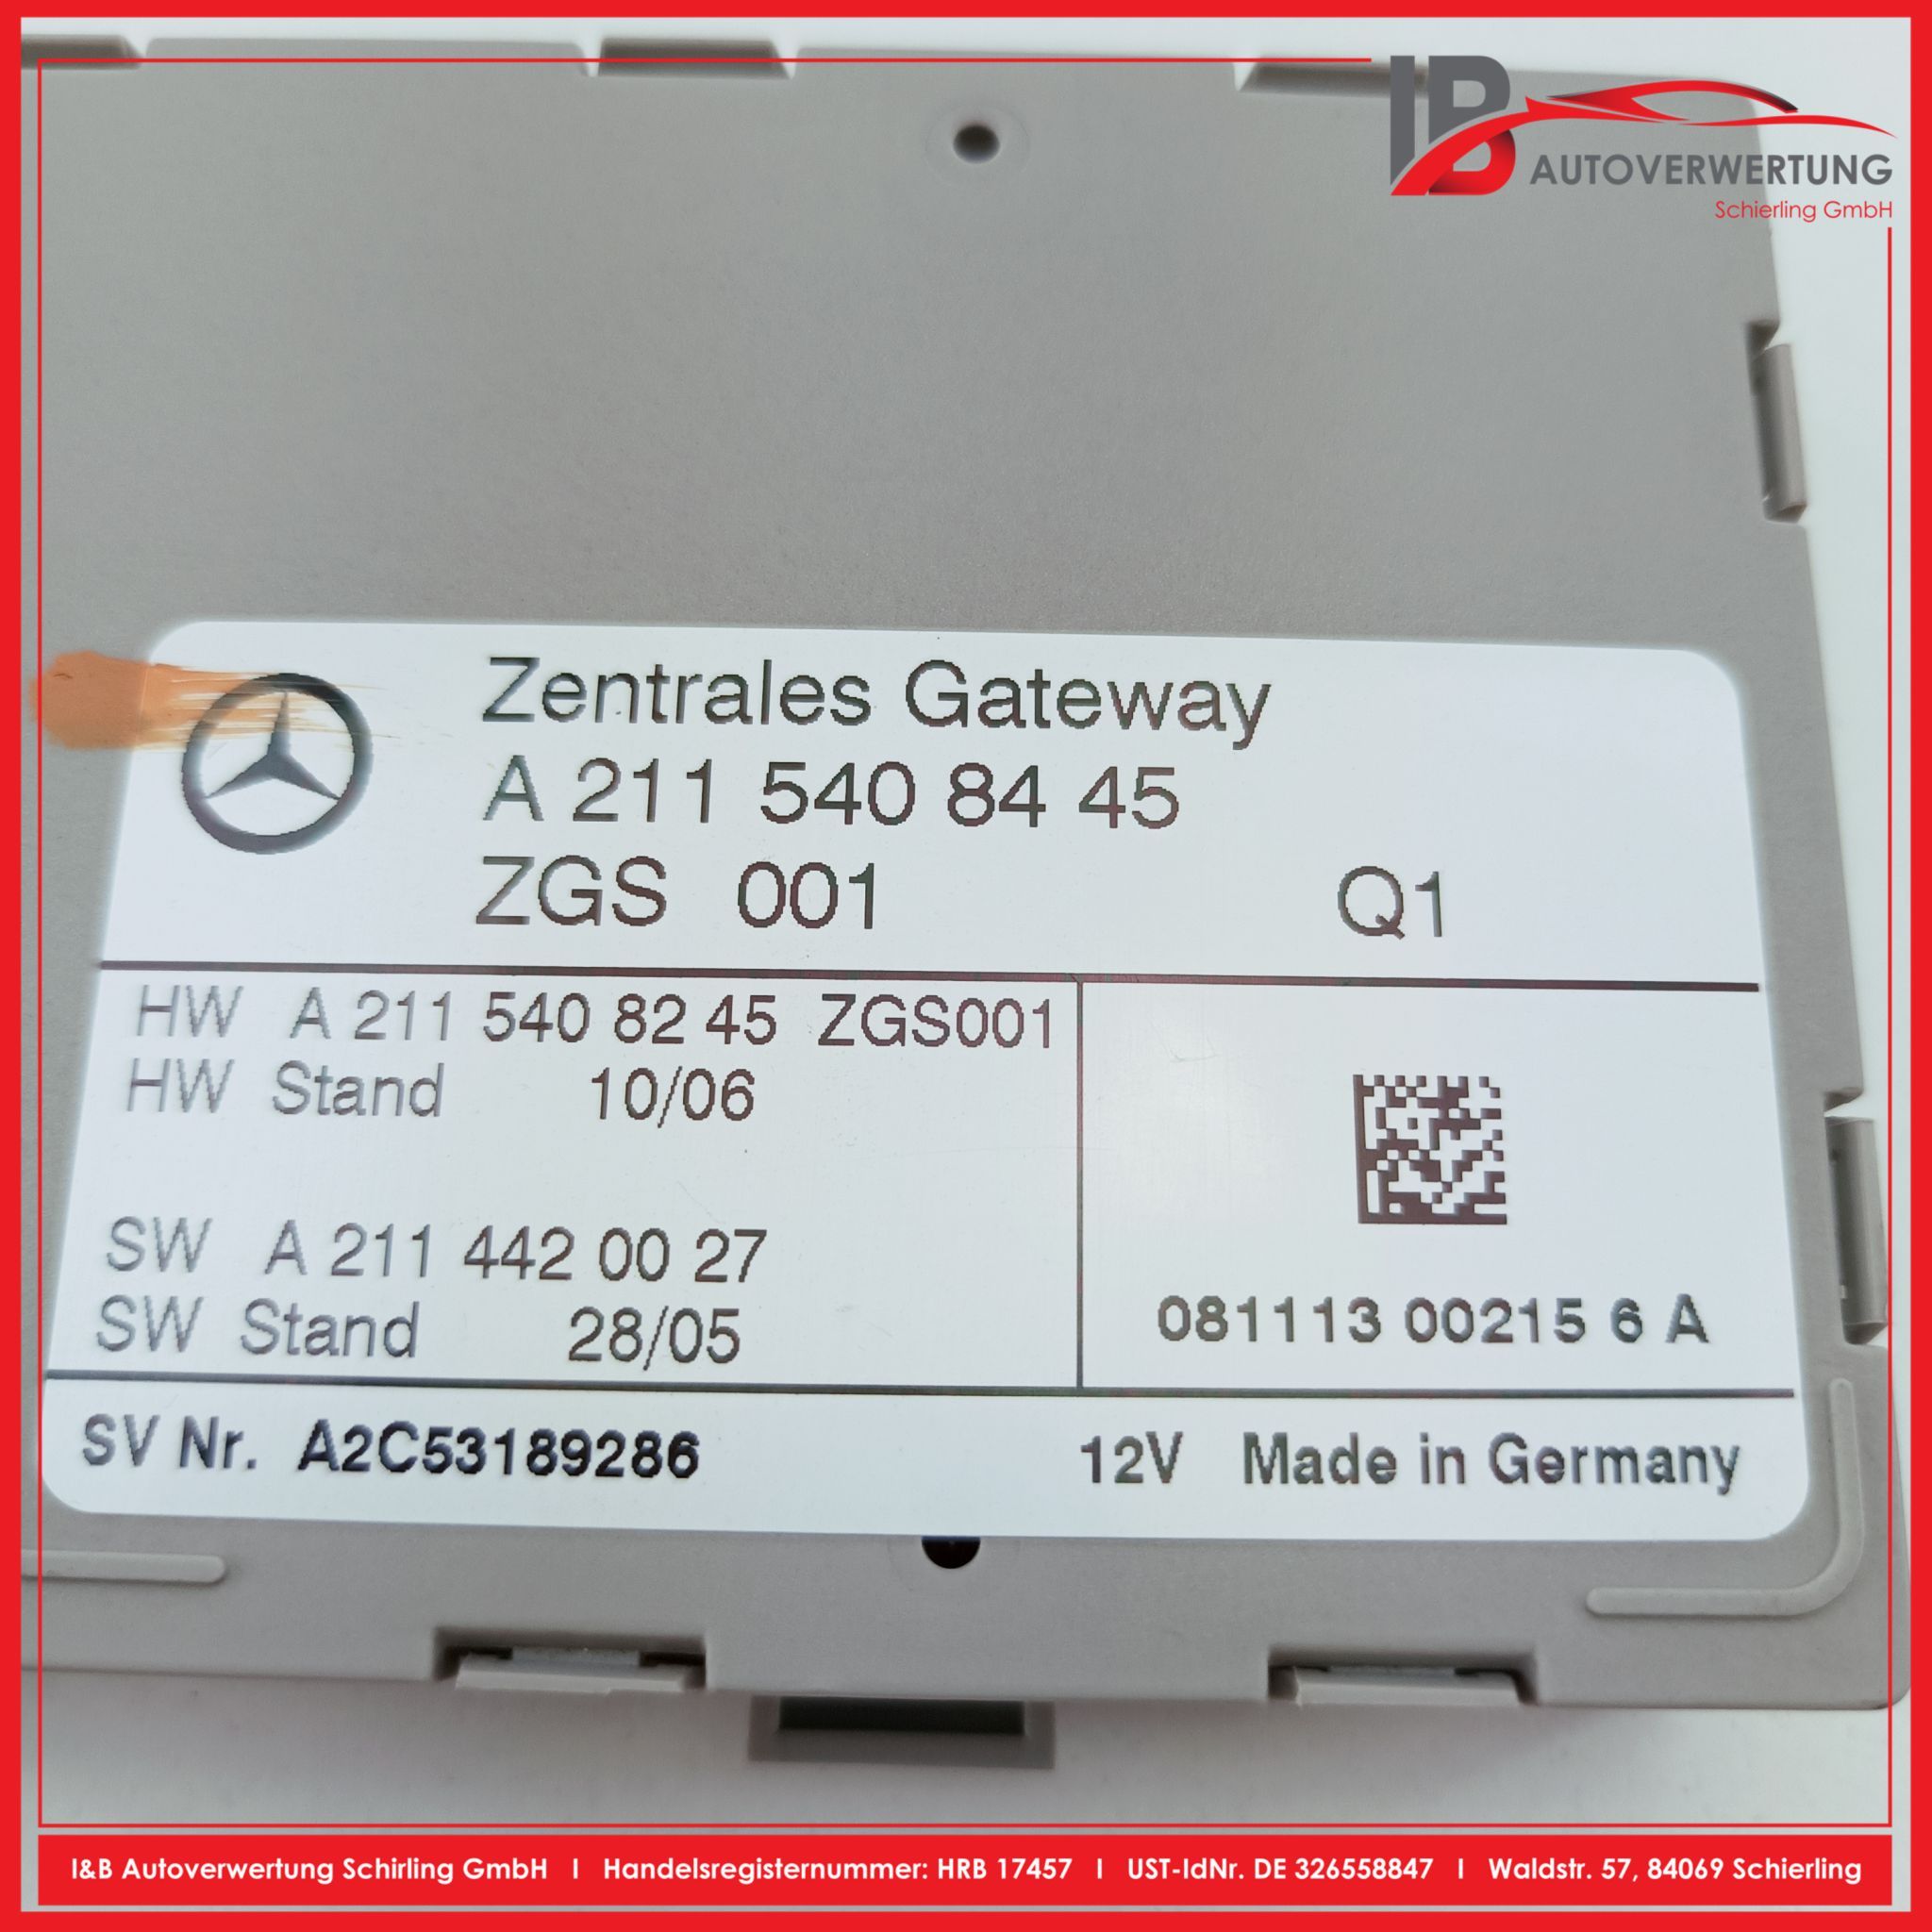 IB AUTOVERWERTUNG
Schierling GmbH
Zentrales Gateway
A 211 540 84 45
ZGS 001 Q1
HW A 211 540 82 45 ZGS001
HW Stand 10/06
SW A 211 442 00 27
SW Stand 28/05
081113 00215 6 A
SV Nr. A2C53189286 12V Made in Germany
I&B Autoverwertung Schirling GmbH I Handelsregisternummer: HRB 17457 I UST-IdNr. DE 326558847 I Waldstr. 57, 84069 Schierling